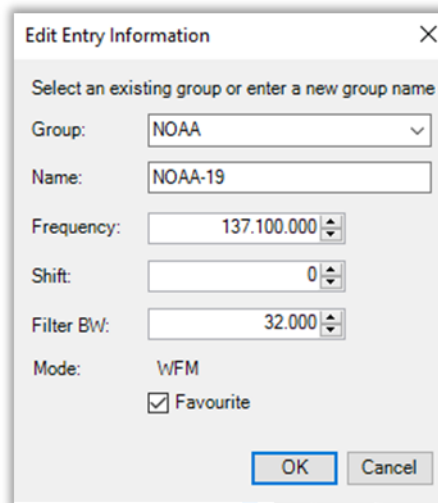 Edit Entry Information
Select an existing group or enter a new group name
Group: NOAA
Name: NOAA-19
Frequency: 137.100.000
Shift: 0
Filter BW: 32.000
Mode: WFM
Favourite
OK Cancel